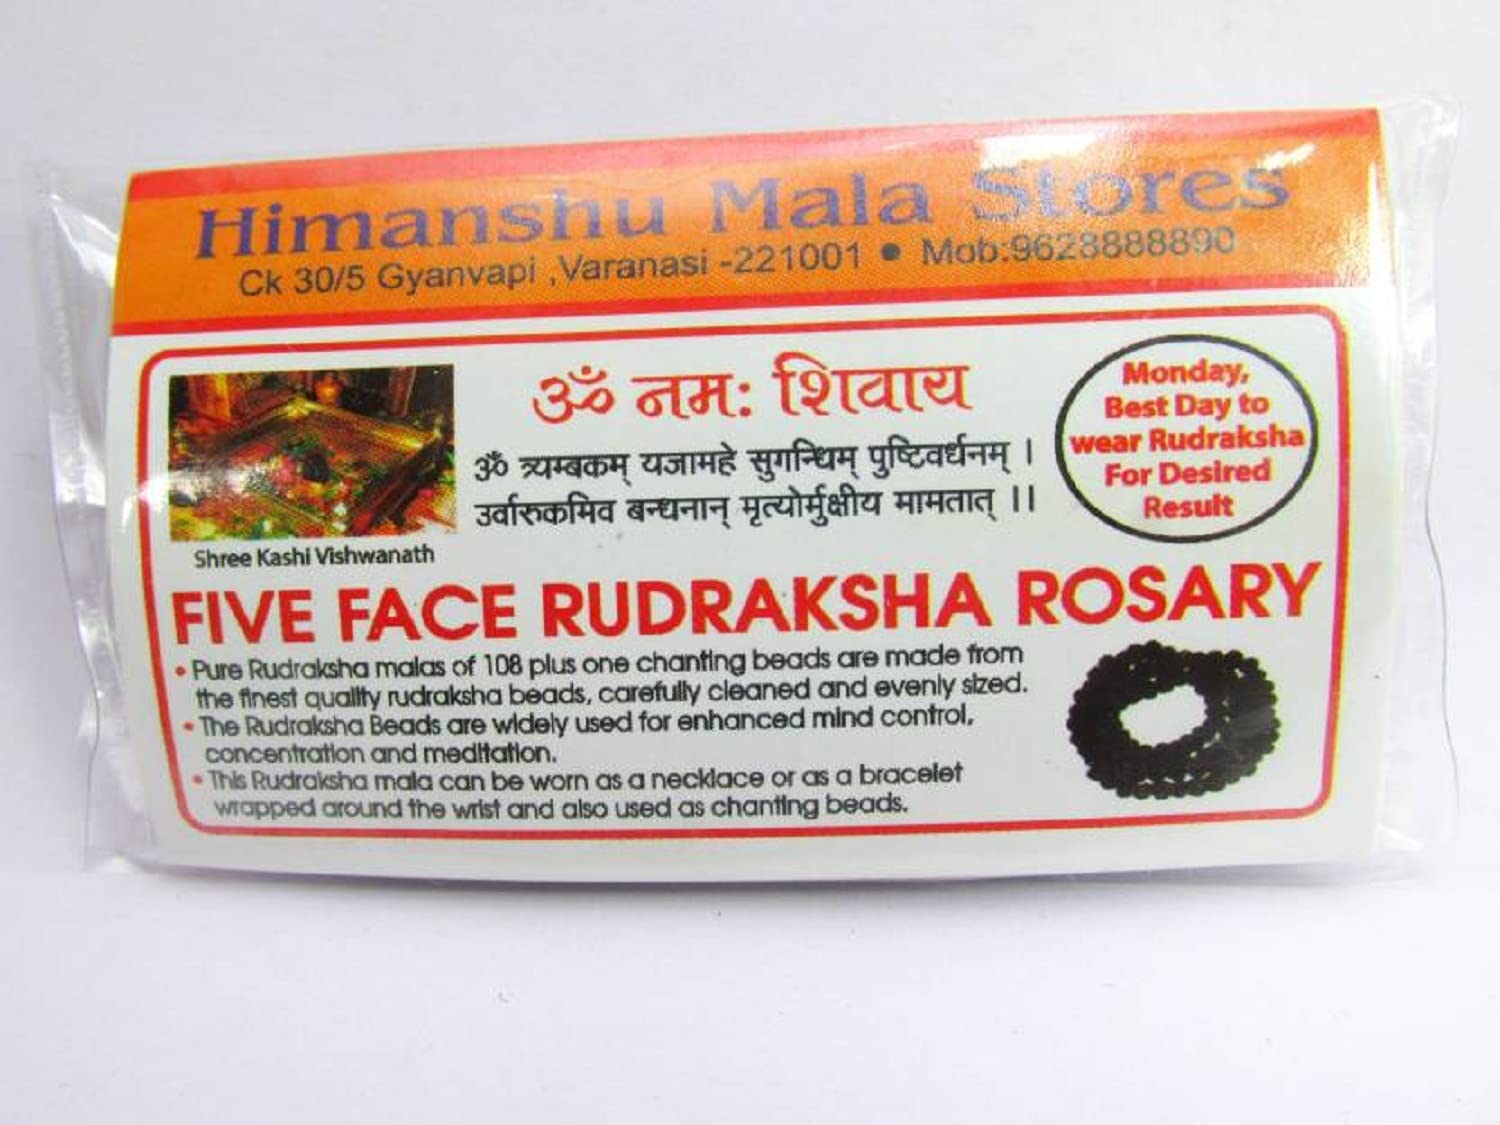 Himanshu Mala Stores
Ck 30/5 Gyanvapi ,Varanasi -221001 • Mob:9628888890
ॐ नम: शिवाय
ॐ त्र्यम्बकम् यजामहे सुगन्धिम् पुष्टिवर्धनम् ।
उर्वारुकमिव बन्धनान् मृत्योर्मुक्षीय मामतात् ।।
Monday,
Best Day to
wear Rudraksha
For Desired
Result
Shree Kashi Vishwanath
FIVE FACE RUDRAKSHA ROSARY
• Pure Rudraksha malas of 108 plus one chanting beads are made from
the finest quality rudraksha beads, carefully cleaned and evenly sized.
• The Rudraksha Beads are widely used for enhanced mind control,
concentration and meditation.
• This Rudraksha mala can be worn as a necklace or as a bracelet
wrapped around the wrist and also used as chanting beads.